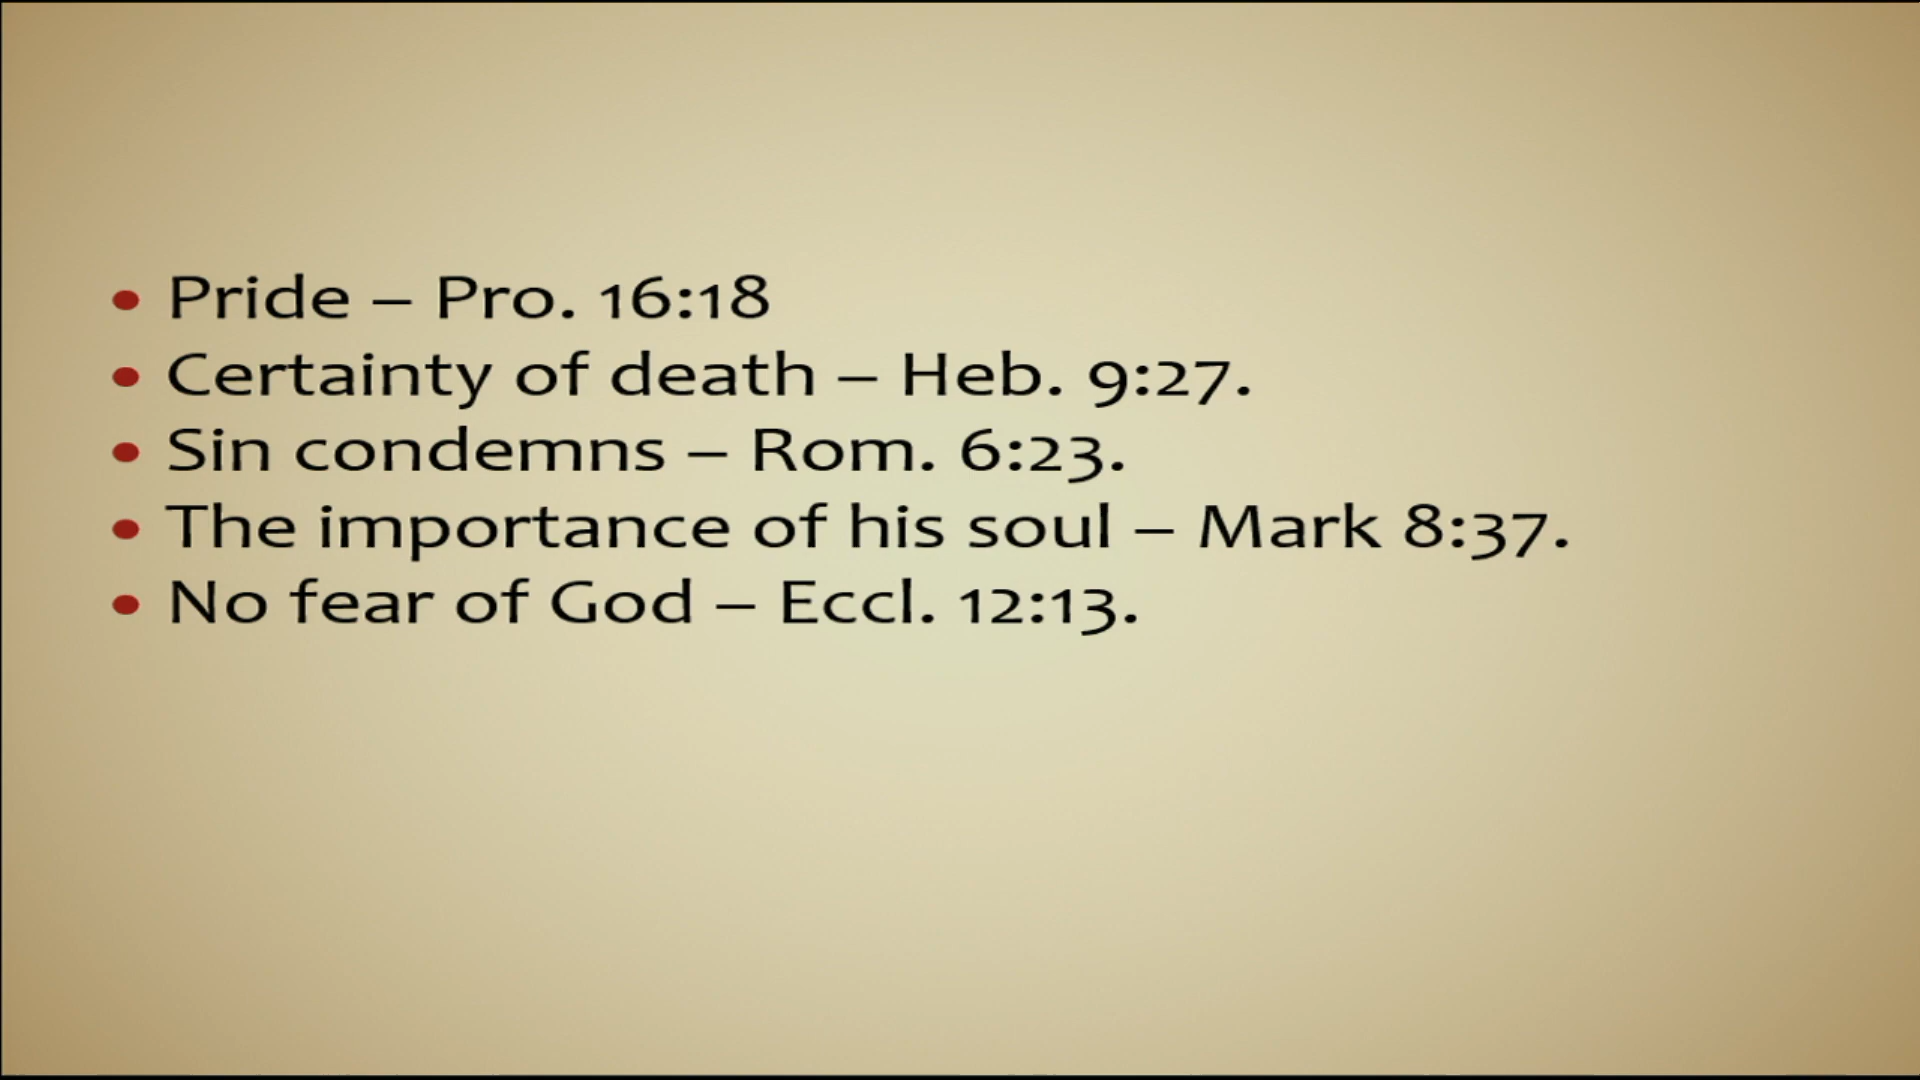 • Pride – Pro. 16:18
• Certainty of death – Heb. 9:27.
• Sin condemns – Rom. 6:23.
• The importance of his soul – Mark 8:37.
• No fear of God – Eccl. 12:13.